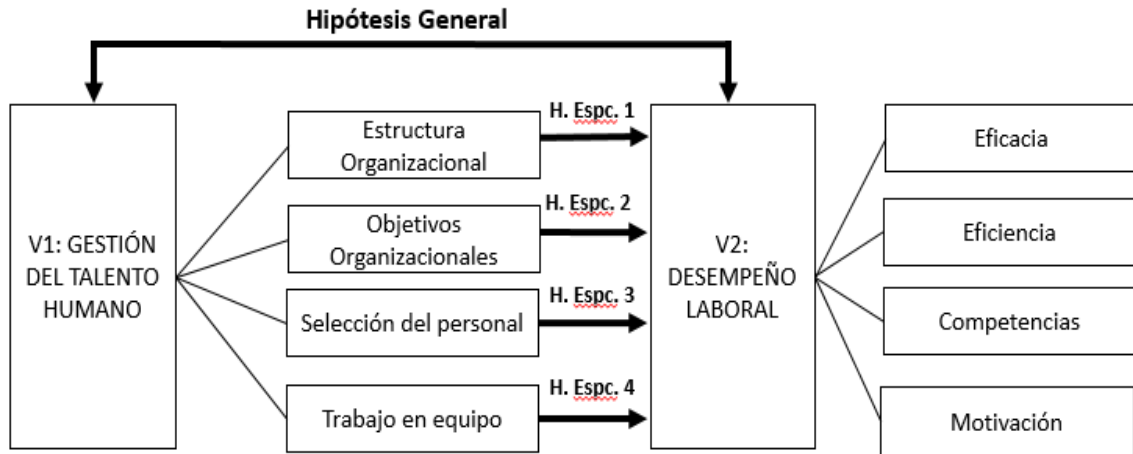 Hipótesis General
V1: GESTIÓN
DEL TALENTO
HUMANO
Estructura
Organizacional
Objetivos
Organizacionales
Selección del personal
Trabajo en equipo
H. Espc. 1
H. Espc. 2
H. Espc. 3
H. Espc. 4
V2:
DESEMPEÑO
LABORAL
Eficacia
Eficiencia
Competencias
Motivación